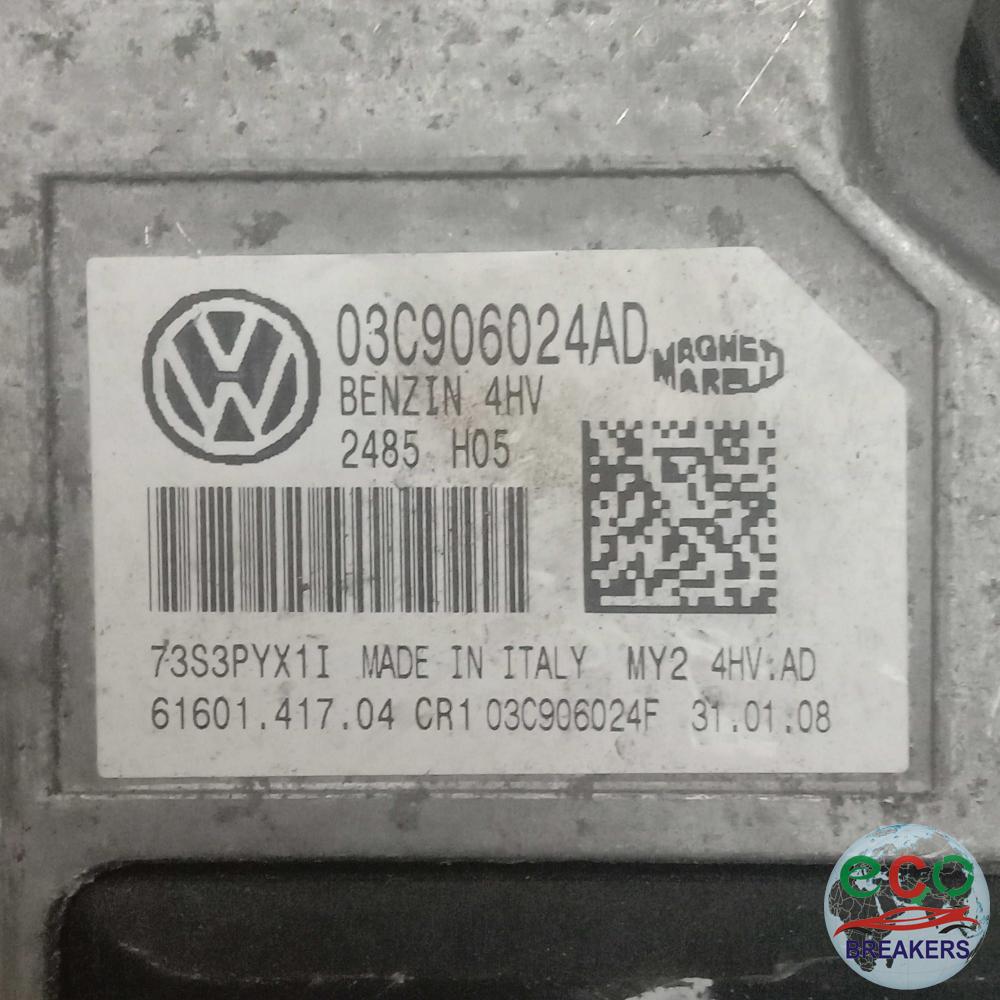 03C906024AD
MAGNETI
MARELLI
BENZIN 4HV
2485 H05
73S3PYX1I MADE IN ITALY MY2 4HV:AD
61601.417.04 CR1 03C906024F 31.01.08
eco
BREAKERS